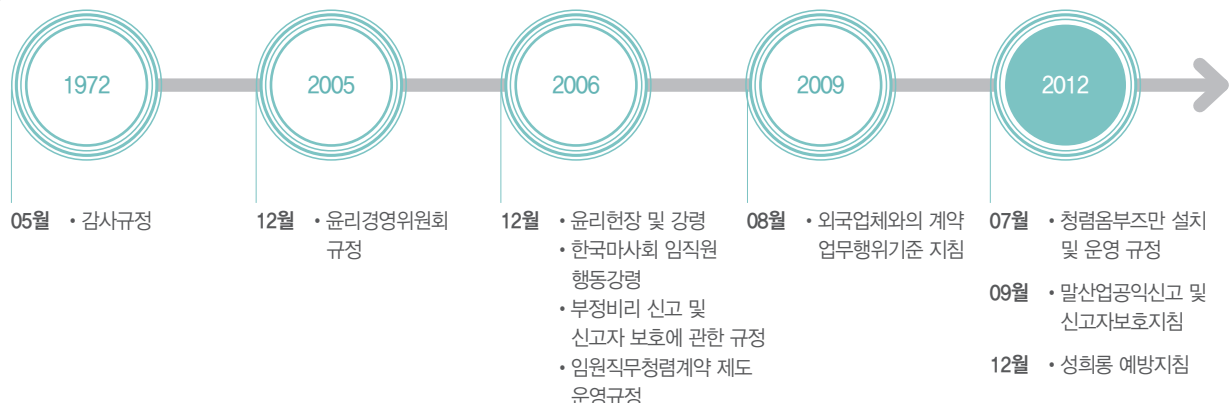 1972
2005
2006
2009
2012
05월 • 감사규정
12월 • 윤리경영위원회
규정
12월 • 윤리헌장 및 강령
• 한국마사회 임직원
행동강령
• 부정비리 신고 및
신고자 보호에 관한 규정
• 임원직무청렴계약 제도
운영규정
08월 • 외국업체와의 계약
업무행위기준 지침
07월 • 청렴옴부즈만 설치
및 운영 규정
09월 • 말산업공익신고 및
신고자보호지침
12월 • 성희롱 예방지침